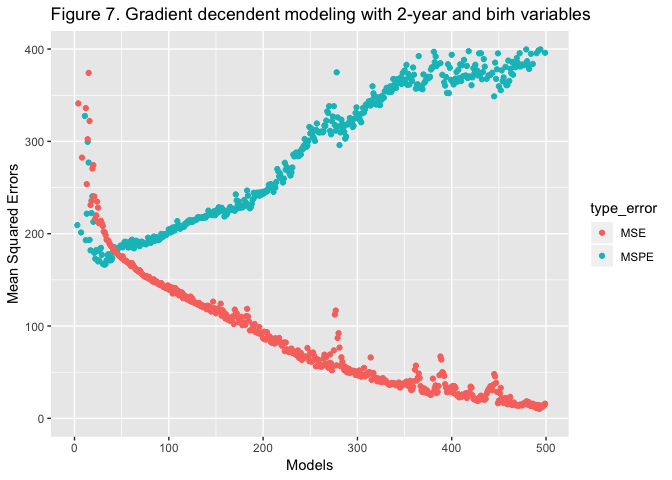 Figure 7. Gradient decendent modeling with 2-year and birh variables
400
300
200
100
0
Mean Squared Errors
0 100 200 300 400 500
Models
type_error
MSE
MSPE